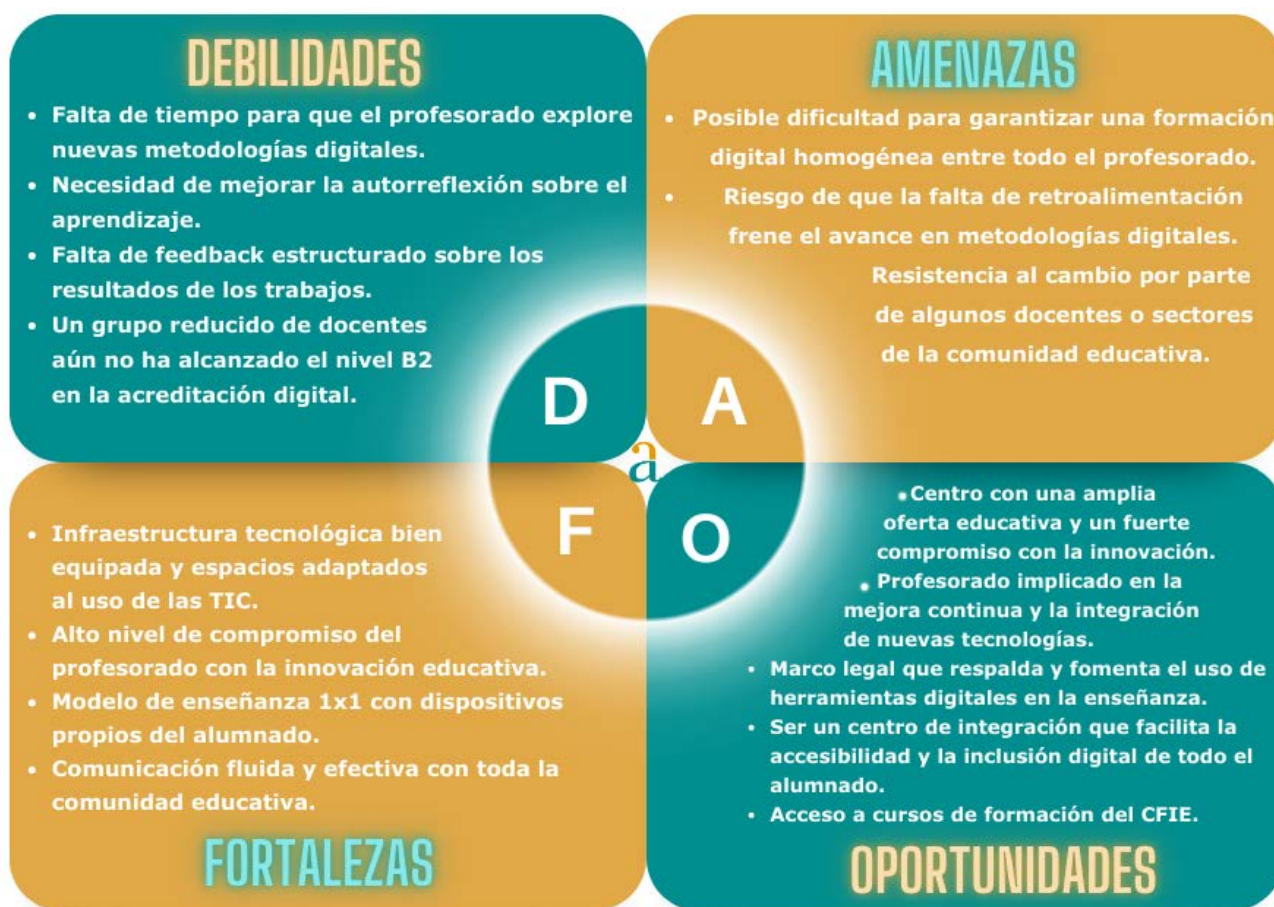 DEBILIDADES
• Falta de tiempo para que el profesorado explore
nuevas metodologías digitales.
• Necesidad de mejorar la autorreflexión sobre el
aprendizaje.
• Falta de feedback estructurado sobre los
resultados de los trabajos.
• Un grupo reducido de docentes
aún no ha alcanzado el nivel B2
en la acreditación digital.
AMENAZAS
• Posible dificultad para garantizar una formación
digital homogénea entre todo el profesorado.
• Riesgo de que la falta de retroalimentación
frene el avance en metodologías digitales.
Resistencia al cambio por parte
de algunos docentes o sectores
de la comunidad educativa.
D
A
a
F
O
• Infraestructura tecnológica bien
equipada y espacios adaptados
al uso de las TIC.
• Alto nivel de compromiso del
profesorado con la innovación educativa.
• Modelo de enseñanza 1x1 con dispositivos
propios del alumnado.
• Comunicación fluida y efectiva con toda la
comunidad educativa.
FORTALEZAS
• Centro con una amplia
oferta educativa y un fuerte
compromiso con la innovación.
• Profesorado implicado en la
mejora continua y la integración
de nuevas tecnologías.
• Marco legal que respalda y fomenta el uso de
herramientas digitales en la enseñanza.
• Ser un centro de integración que facilita la
accesibilidad y la inclusión digital de todo el
alumnado.
• Acceso a cursos de formación del CFIE.
OPORTUNIDADES